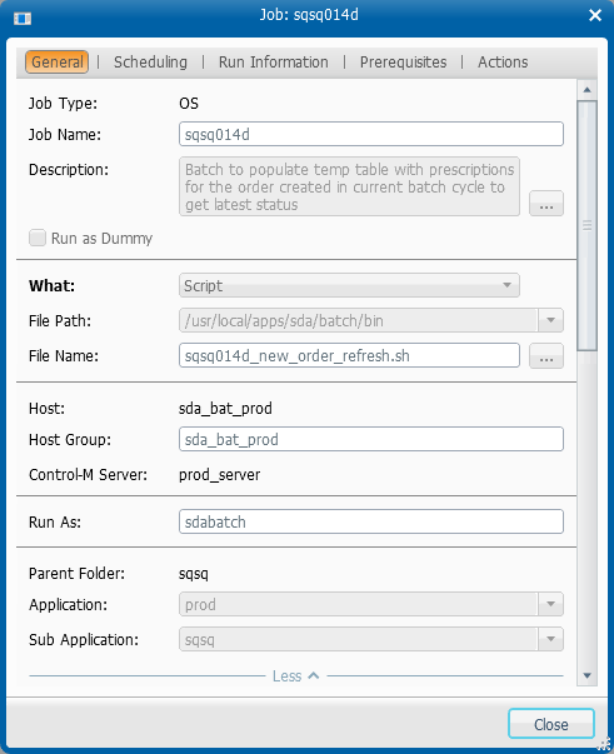 Job: sqsq014d
General | Scheduling | Run Information | Prerequisites | Actions
Job Type: OS
Job Name: sqsq014d
Description: Batch to populate temp table with prescriptions
for the order created in current batch cycle to
get latest status
...
Run as Dummy
What: Script
File Path: /usr/local/apps/sda/batch/bin
File Name: sqsq014d_new_order_refresh.sh ...
Host: sda_bat_prod
Host Group: sda_bat_prod
Control-M Server: prod_server
Run As: sdabatch
Parent Folder: sqsq
Application: prod
Sub Application: sqsq
Less
Close